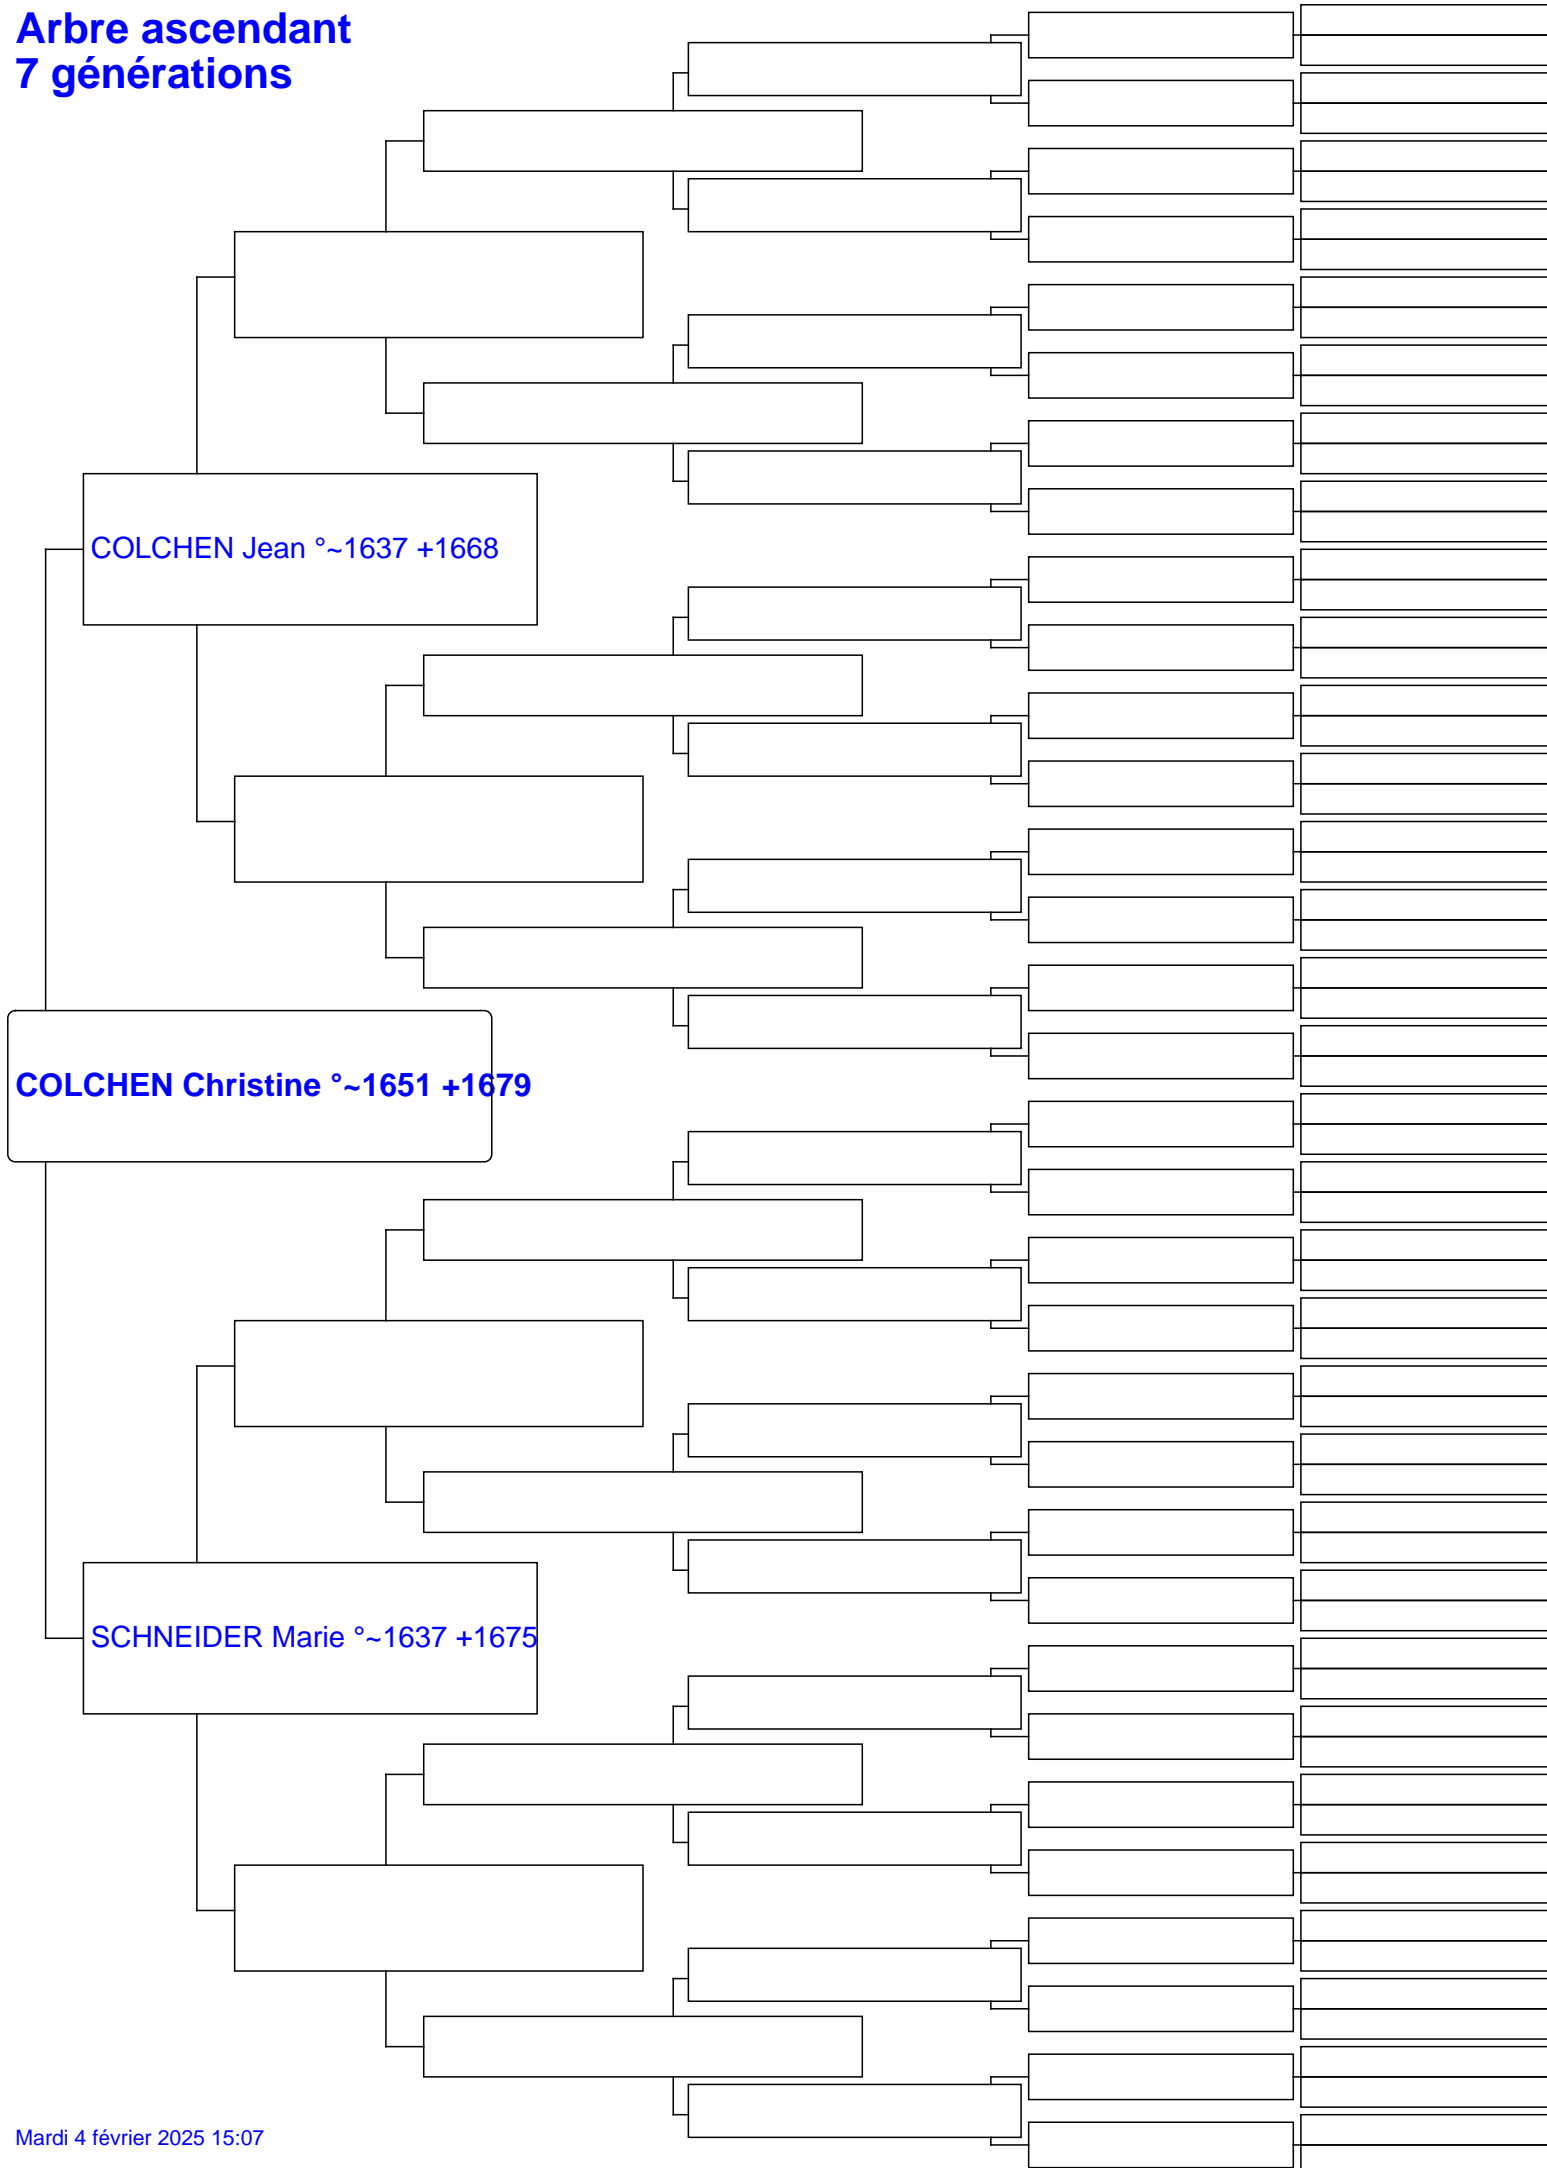 Arbre ascendant
7 générations
COLCHEN Jean °~1637 +1668
COLCHEN Christine °~1651 +1679
SCHNEIDER Marie °~1637 +1675
Mardi 4 février 2025 15:07